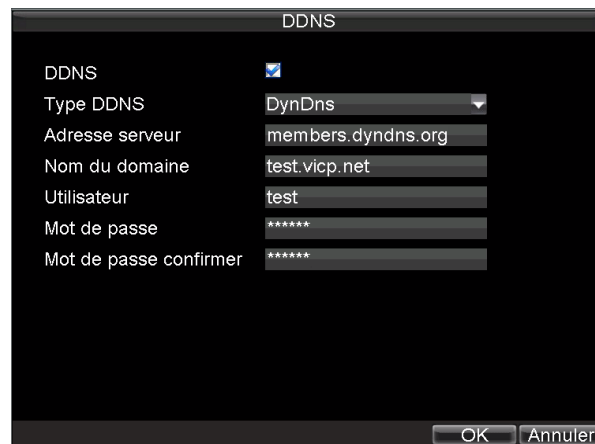 DDNS
DDNS
Type DDNS DynDns
Adresse serveur members.dyndns.org
Nom du domaine test.vicp.net
Utilisateur test
Mot de passe ******
Mot de passe confirmer ******
OK Annuler